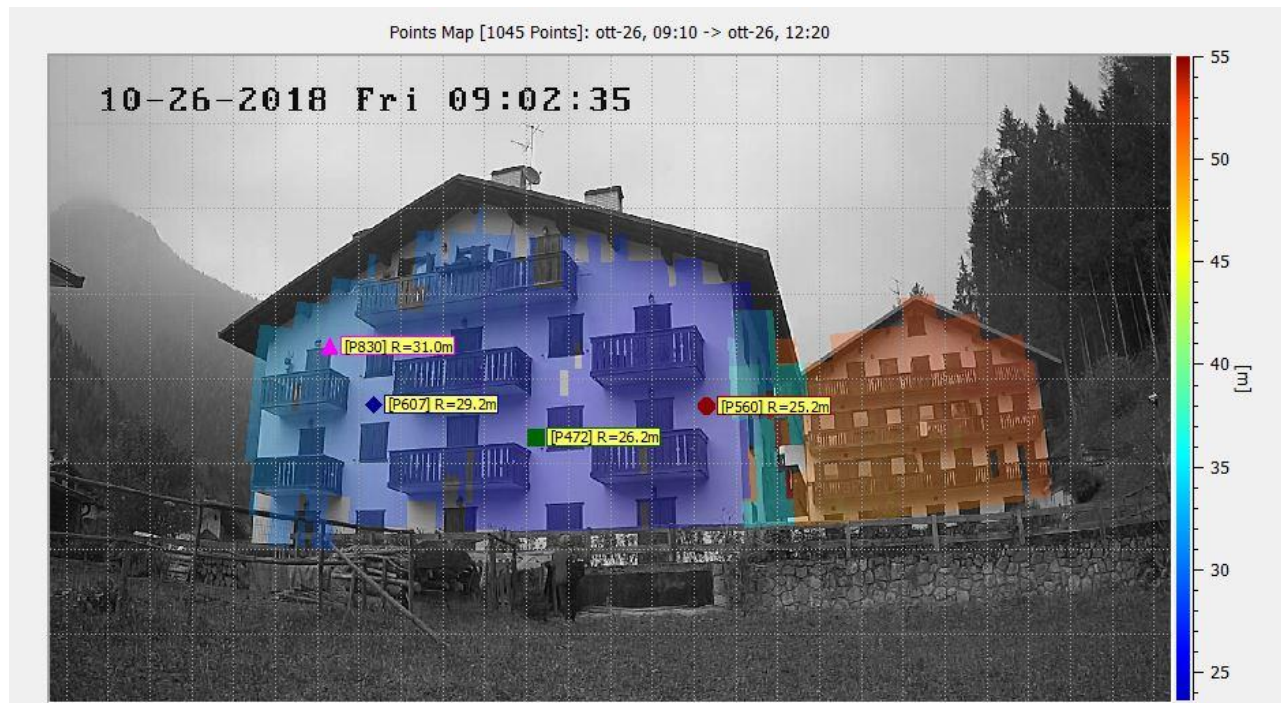 Points Map [1045 Points]: ott-26, 09:10 -> ott-26, 12:20
10-26-2018 Fri 09:02:35
55
50
45
40
35
30
25
[m]
[P830] R=31.0m
[P607] R=29.2m
[P560] R=25.2m
[P472] R=26.2m